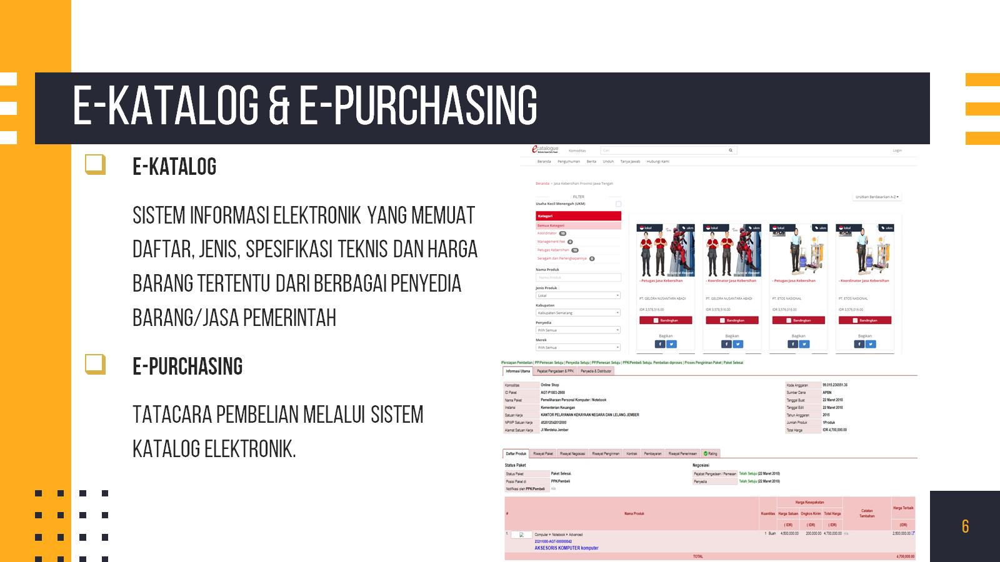 E-KATALOG & E-PURCHASING
E-KATALOG
SISTEM INFORMASI ELEKTRONIK YANG MEMUAT
DAFTAR, JENIS, SPESIFIKASI TEKNIS DAN HARGA
BARANG TERTENTU DARI BERBAGAI PENYEDIA
BARANG/JASA PEMERINTAH
E-PURCHASING
TATACARA PEMBELIAN MELALUI SISTEM
KATALOG ELEKTRONIK.
ecatalogue Komoditas Cari Login
Beranda Pengumuman Berita Unduh Tanya Jawab Hubungi Kami
Beranda Jasa Kebersihan Provinsi Jawa Tengah
FILTER
Urutkan Berdasarkan A-Z
Usaha Kecil Menengah (UKM)
Kategori
Semua Kategori
Koordinator 10
Management Fee
Petugas Kebersihan 10
Seragam dan Perlengkapannya
Nama Produk
Nama Produk
Jenis Produk
Lokal
Kabupaten
Kabupaten Semarang
Penyedia
Pilih Semua
Merek
Pilih Semua
lokal ukm lokal ukm lokal ukm lokal ukm
Special Request Special Request
- Petugas Jasa Kebersihan - Koordinator Jasa Kebersihan - Petugas Jasa Kebersihan - Koordinator Jasa Kebersihan
PT. GELORA NUSANTARA ABADI PT. GELORA NUSANTARA ABADI PT. ETOS NASIONAL PT. ETOS NASIONAL
IDR 3,578,516.00 IDR 3,578,516.00 IDR 3,576,016.00 IDR 3,576,016.00
Bandingkan Bandingkan Bandingkan Bandingkan
Bagikan Bagikan Bagikan Bagikan
Persiapan Pembelian | PP/Pemesan Setuju | Penyedia Setuju | PP/Pemesan Setuju | PPK/Pembeli Setuju. Pembelian diproses | Proses Pengiriman Paket | Paket Selesai
Informasi Utama Pejabat Pengadaan & PPK Penyedia & Distributor
Komoditas Online Shop Kode Anggaran 99.015.236551.36
ID Paket AGT-P1803-2988 Sumber Dana APBN
Nama Paket Pemeliharaan Personal Komputer / Notebook Tanggal Buat 22 Maret 2018
Instansi Kementerian Keuangan Tanggal Edit 22 Maret 2018
Satuan Kerja KANTOR PELAYANAN KEKAYAAN NEGARA DAN LELANG JEMBER Tahun Anggaran 2015
NPWP Satuan Kerja 452012542012000 Jumlah Produk 1Produk
Alamat Satuan Kerja Jl Merdeka Jember Total Harga IDR 4,700,000.00
Daftar Produk Riwayat Paket Riwayat Negosiasi Riwayat Pengiriman Kontrak Pembayaran Riwayat Penerimaan Rating
Status Paket Negosiasi
Status Paket Paket Selesai. Pejabat Pengadaan / Pemesan Telah Setuju (22 Maret 2018)
Posisi Paket di PPK/Pembeli Penyedia Telah Setuju (22 Maret 2018)
Notifikasi oleh PPK/Pembeli n/a
# Nama Produk Kuantitas Harga Kesepakatan Catatan Tambahan Harga Terbaik
Harga Satuan Ongkos Kirim Total Harga
( IDR) ( IDR) ( IDR) (IDR)
1. Computer Notebook Advanced 1 Buah 4,500,000.00 200,000.00 4,700,000.00 n/a 2,500,000.00
23211000-AGT-000000042
AKSESORIS KOMPUTER komputer
TOTAL 4,700,000.00
6